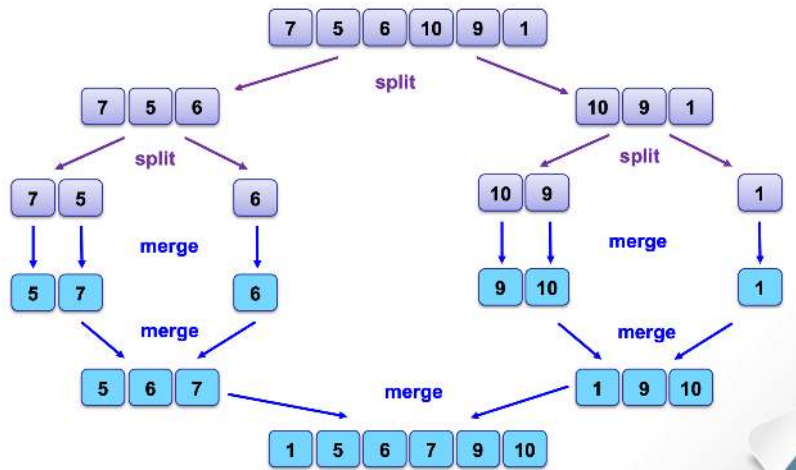 7 5 6 10 9 1
split
7 5 6
10 9 1
split
split
7 5
6
10 9
1
merge
merge
5 7
6
9 10
1
merge
merge
5 6 7
1 9 10
merge
1 5 6 7 9 10